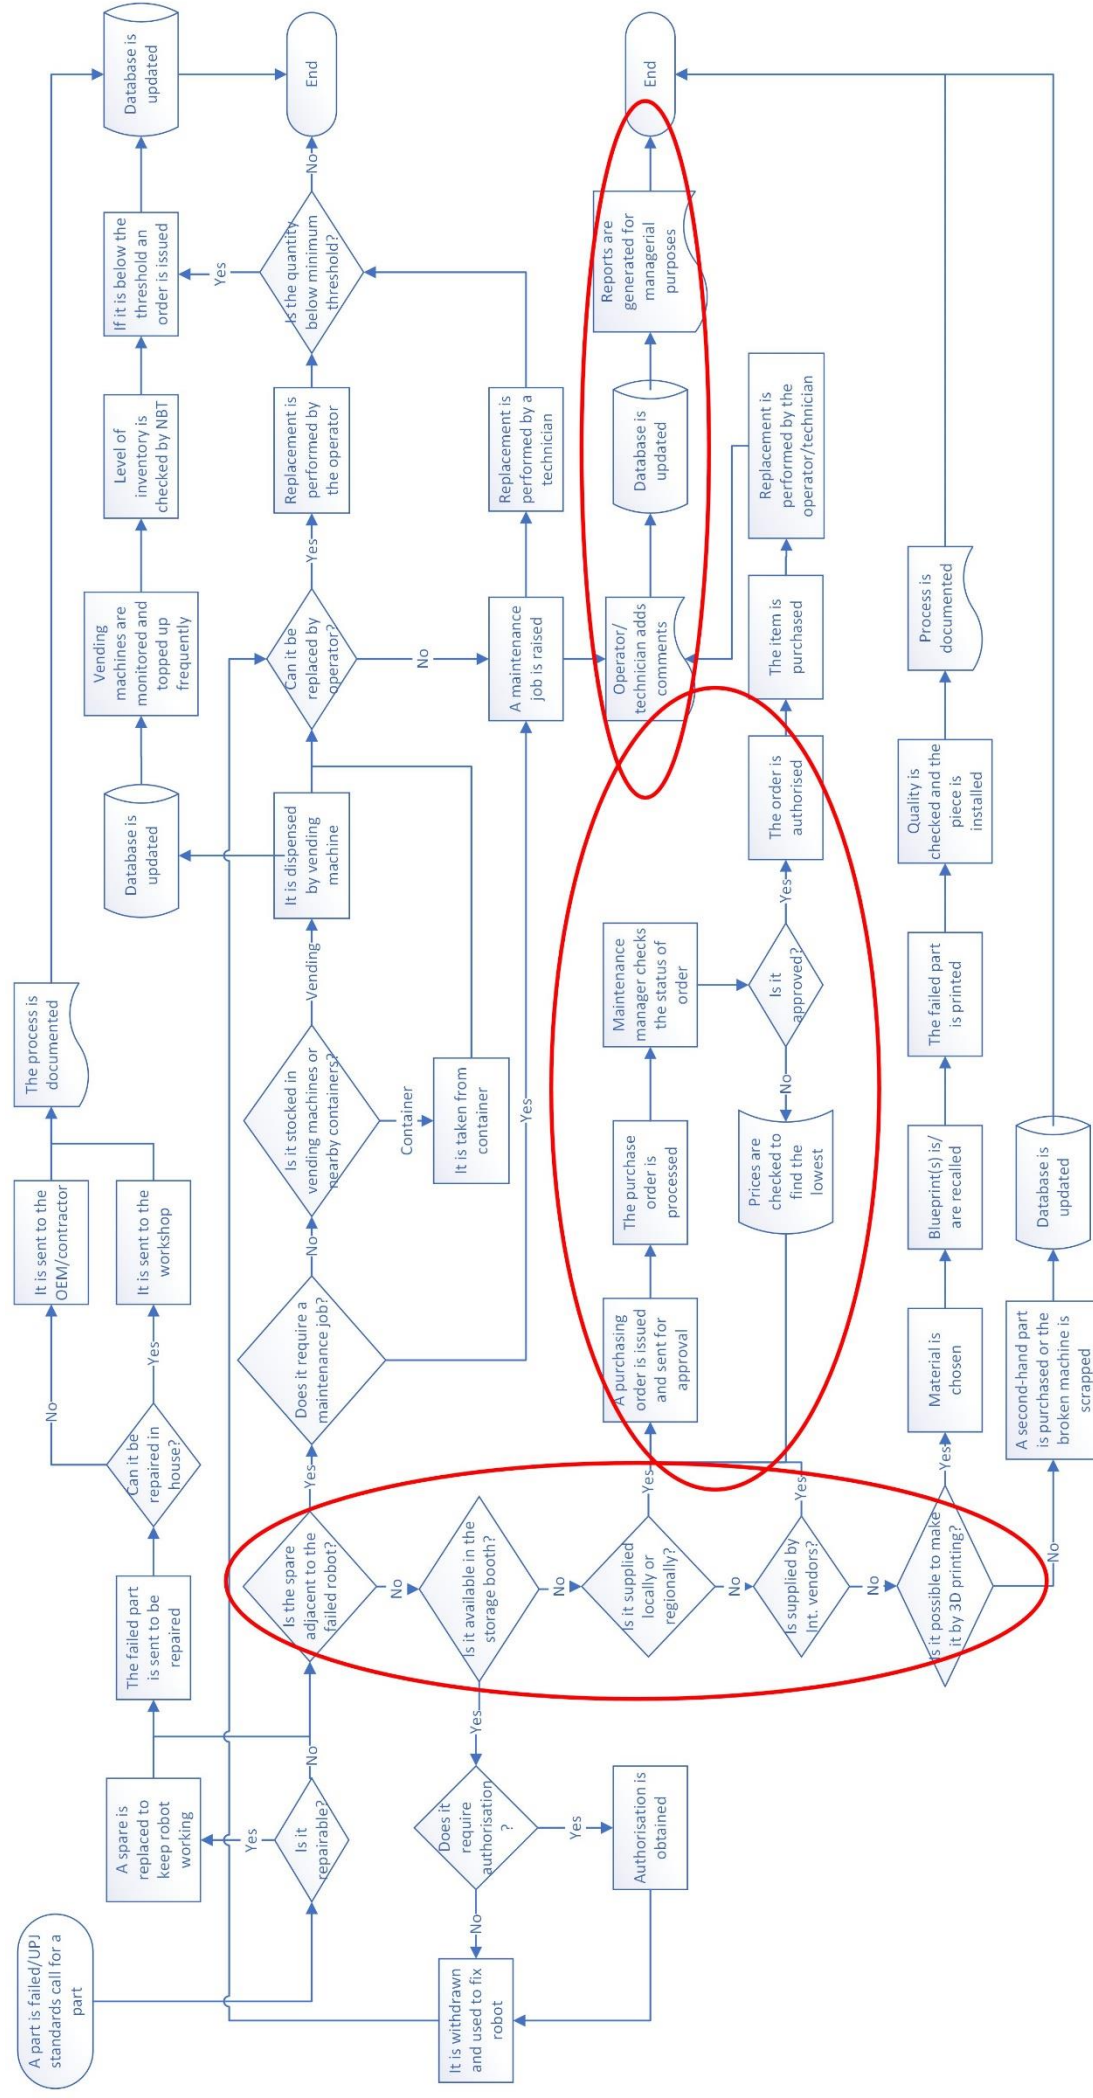 A part is failed/UPJ
standards call for a
part
A spare is
replaced to
keep robot
working
Yes
Is it
repairable?
No
The failed part
is sent to be
repaired
Can it be
repaired in
house?
No
Yes
It is sent to the
OEM/contractor
It is sent to the
workshop
The process is
documented
Database is
updated
Vending
machines are
monitored and
topped up
frequently
Level of
inventory is
checked by NBT
If it is below the
threshold an
order is issued
Database is
updated
End
Is the spare
adjacent to the
failed robot?
Yes
No
Does it require a
maintenance job?
No
Yes
Is it stocked in
vending machines or
nearby containers?
Vending
Container
It is taken from
container
It is dispensed
by vending
machine
Can it be
replaced by
operator?
Yes
No
Replacement is
performed by
the operator
Is the quantity
below minimum
threshold?
Yes
No
A maintenance
job is raised
Replacement is
performed by a
technician
It is withdrawn
and used to fix
robot
No
Does it
require
authorisation
?
Yes
Authorisation is
obtained
Yes
Is it available in the
storage booth?
No
Is it supplied
locally or
regionally?
Yes
No
A purchasing
order is issued
and sent for
approval
The purchase
order is
processed
Maintenance
manager checks
the status of
order
Is it
approved?
No
Yes
Prices are
checked to
find the
lowest
The order is
authorised
The item is
purchased
Replacement is
performed by the
operator/technician
Operator/
technician adds
comments
Database is
updated
Reports are
generated for
managerial
purposes
End
Is supplied by
Int. vendors?
Yes
No
Is it possible to make
it by 3D printing?
Yes
No
Material is
chosen
Blueprint(s) is/
are recalled
The failed part
is printed
Quality is
checked and the
piece is
installed
Process is
documented
A second-hand part
is purchased or the
broken machine is
scrapped
Database is
updated